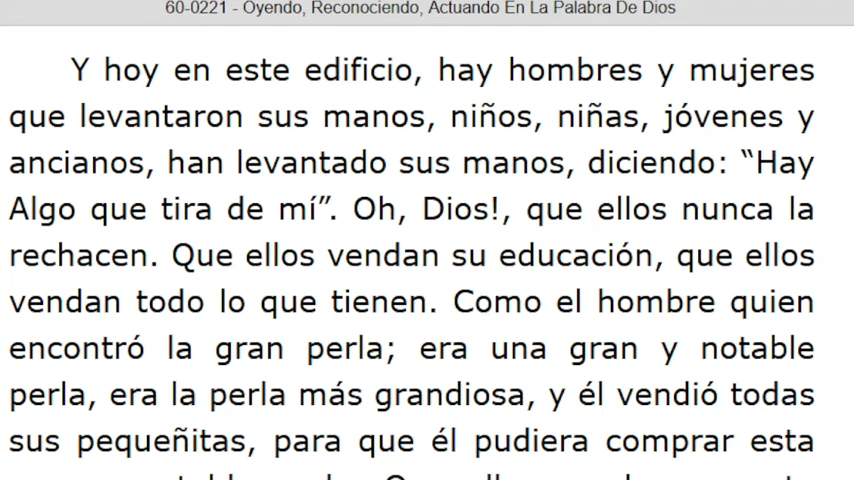 60-0221 - Oyendo, Reconociendo, Actuando En La Palabra De Dios
Y hoy en este edificio, hay hombres y mujeres
que levantaron sus manos, niños, niñas, jóvenes y
ancianos, han levantado sus manos, diciendo: “Hay
Algo que tira de mí”. Oh, Dios!, que ellos nunca la
rechacen. Que ellos vendan su educación, que ellos
vendan todo lo que tienen. Como el hombre quien
encontró la gran perla; era una gran y notable
perla, era la perla más grandiosa, y él vendió todas
sus pequeñitas, para que él pudiera comprar esta